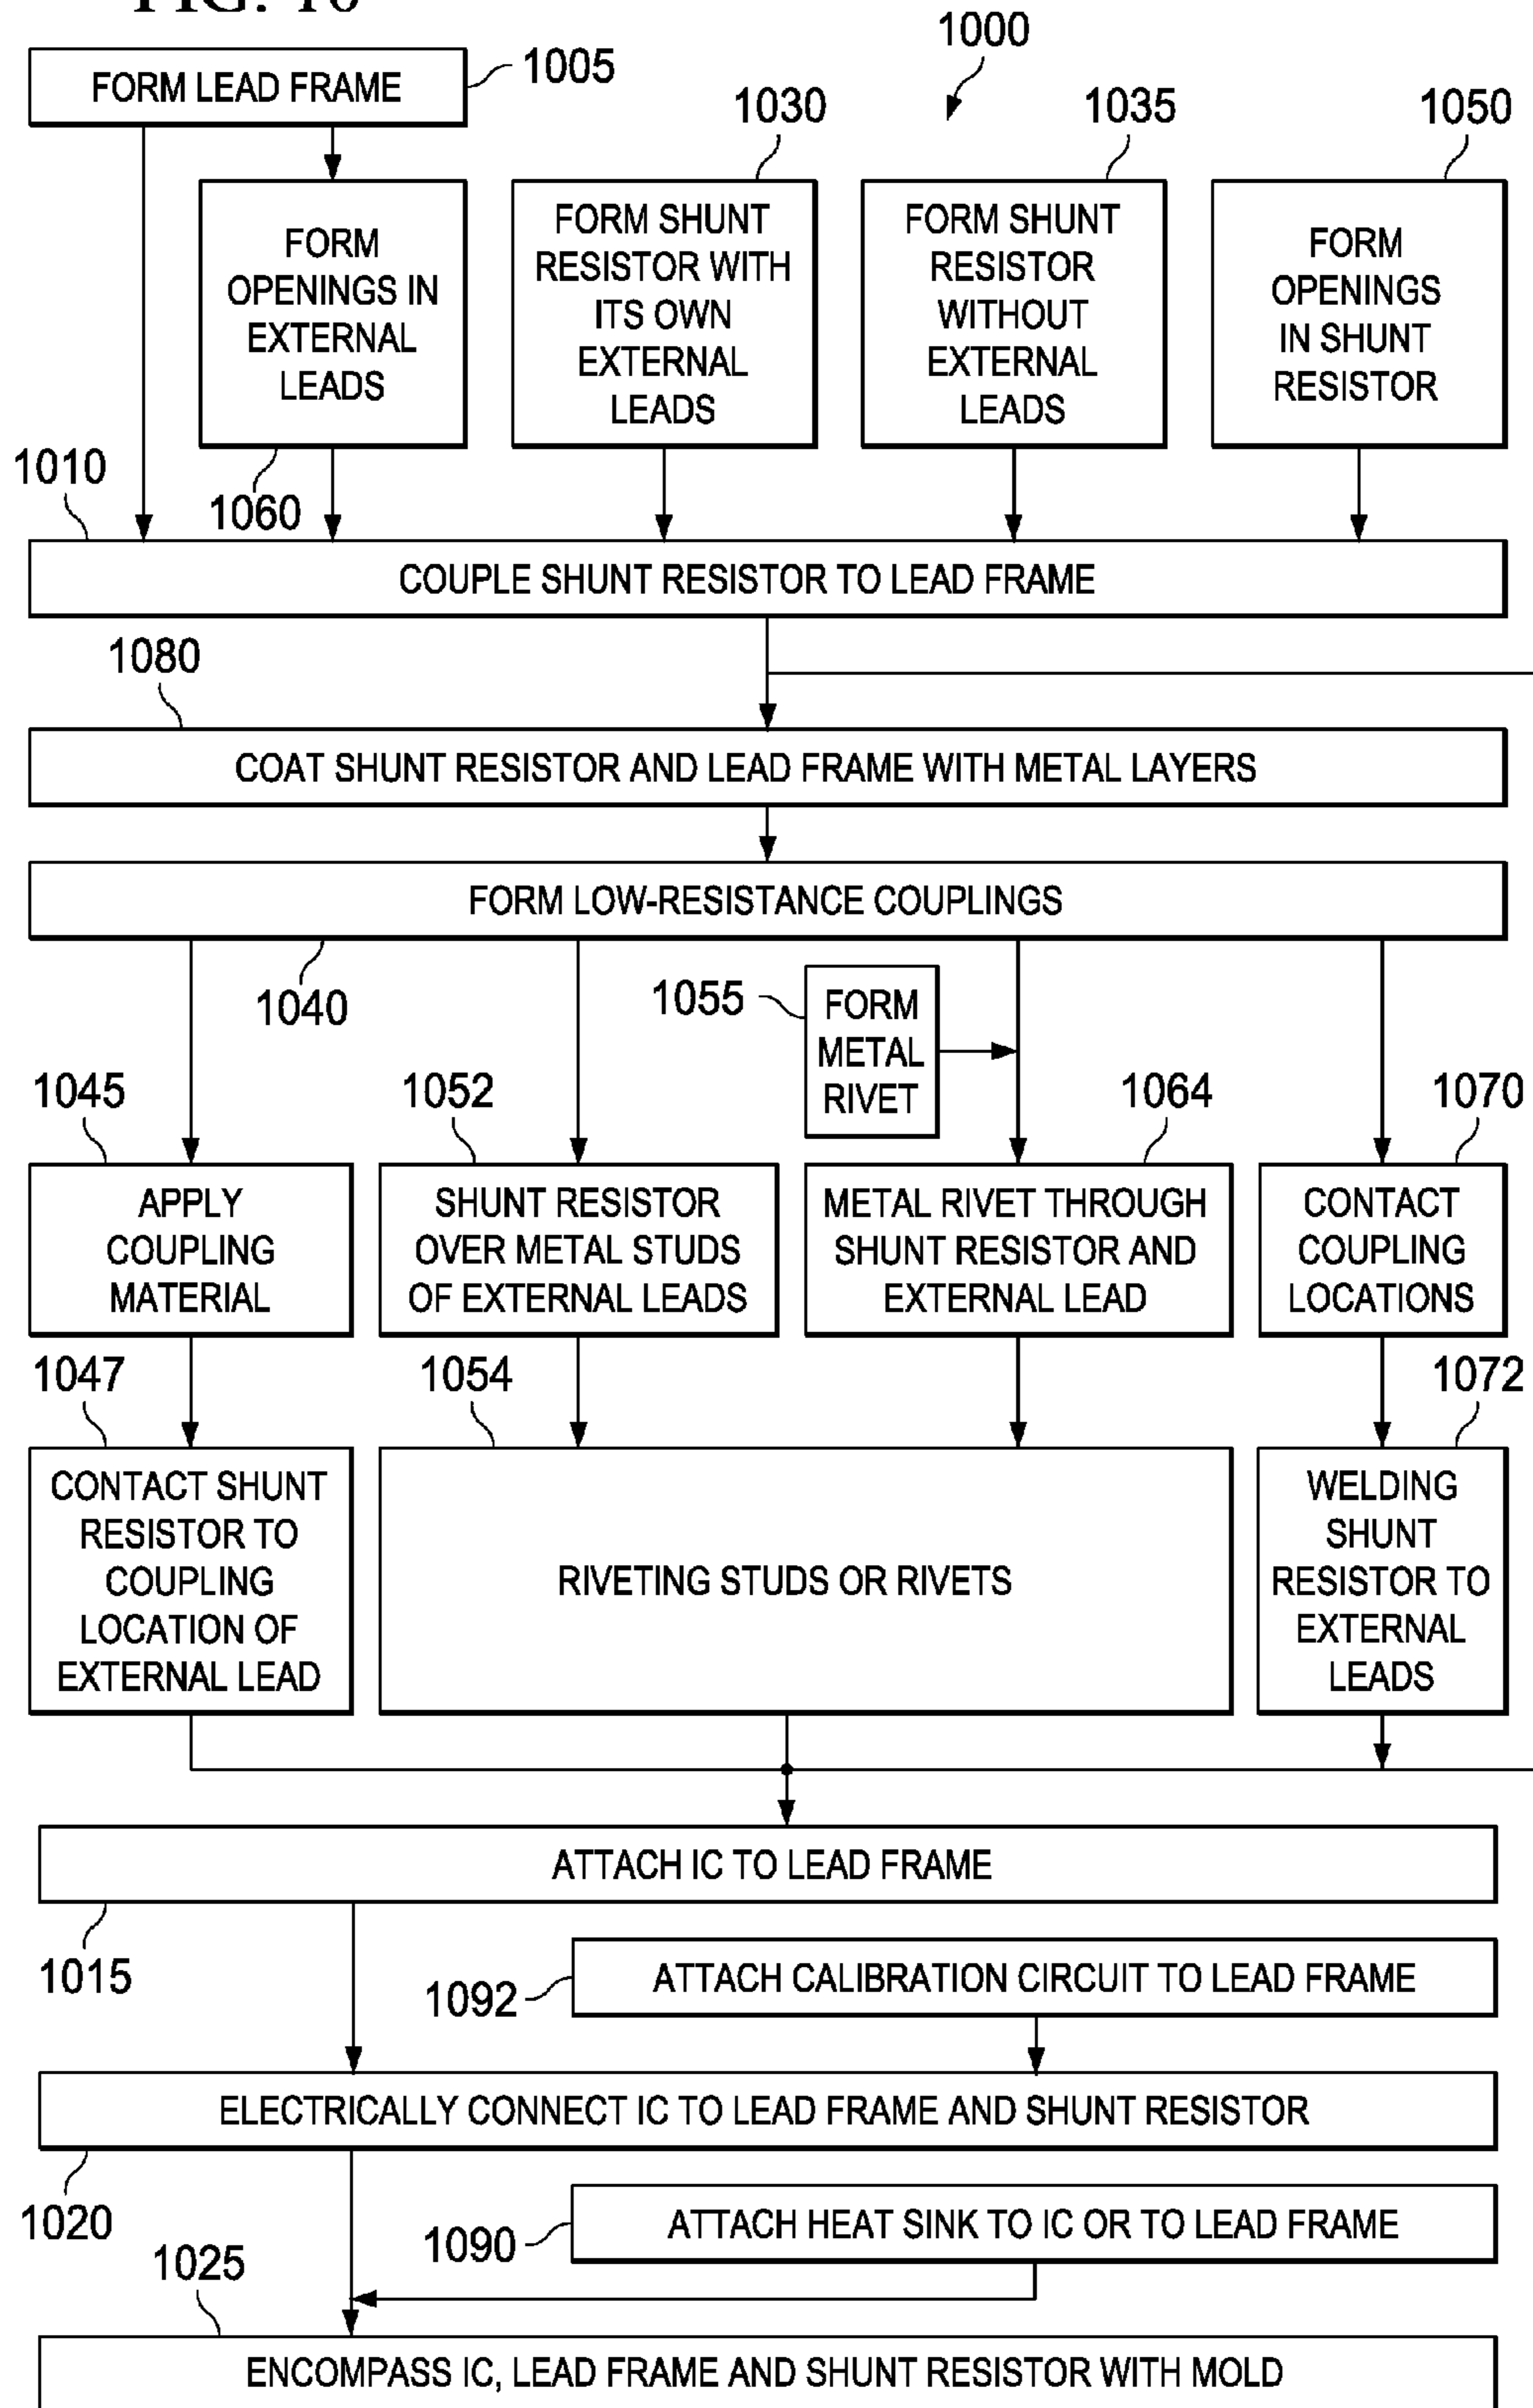 FIG. 10
1000
FORM LEAD FRAME
1005
1030
1035
1050
FORM
OPENINGS IN
EXTERNAL
LEADS
FORM SHUNT
RESISTOR WITH
ITS OWN
EXTERNAL
LEADS
FORM SHUNT
RESISTOR
WITHOUT
EXTERNAL
LEADS
FORM
OPENINGS
IN SHUNT
RESISTOR
1010
1060
COUPLE SHUNT RESISTOR TO LEAD FRAME
1080
COAT SHUNT RESISTOR AND LEAD FRAME WITH METAL LAYERS
FORM LOW-RESISTANCE COUPLINGS
1040
1055
FORM
METAL
RIVET
1045
1052
1064
1070
APPLY
COUPLING
MATERIAL
SHUNT RESISTOR
OVER METAL STUDS
OF EXTERNAL LEADS
METAL RIVET THROUGH
SHUNT RESISTOR AND
EXTERNAL LEAD
CONTACT
COUPLING
LOCATIONS
1047
1054
1072
CONTACT SHUNT
RESISTOR TO
COUPLING
LOCATION OF
EXTERNAL LEAD
RIVETING STUDS OR RIVETS
WELDING
SHUNT
RESISTOR TO
EXTERNAL
LEADS
ATTACH IC TO LEAD FRAME
1015
1092
ATTACH CALIBRATION CIRCUIT TO LEAD FRAME
ELECTRICALLY CONNECT IC TO LEAD FRAME AND SHUNT RESISTOR
1020
1090
ATTACH HEAT SINK TO IC OR TO LEAD FRAME
1025
ENCOMPASS IC, LEAD FRAME AND SHUNT RESISTOR WITH MOLD